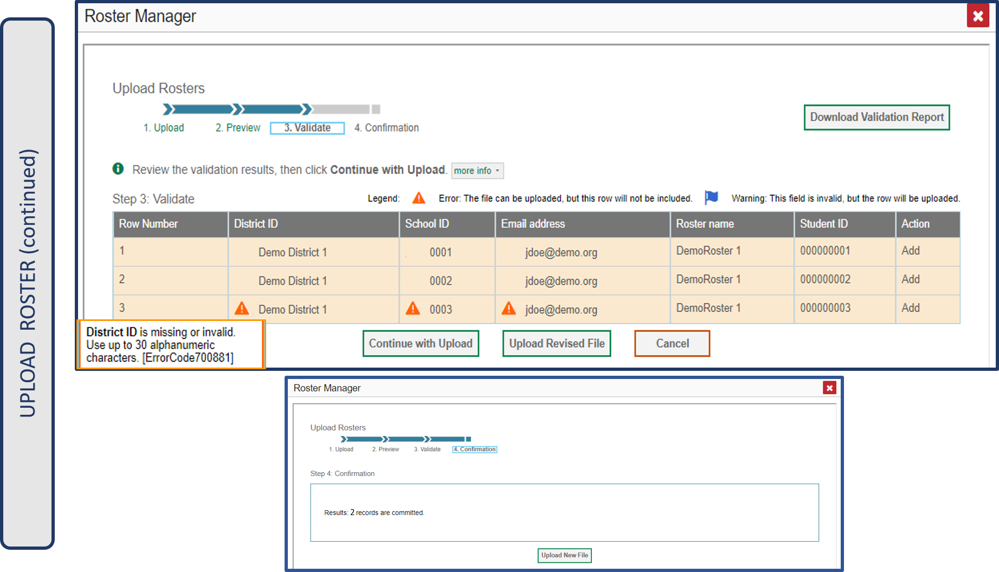 UPLOAD ROSTER (continued)
Roster Manager
Upload Rosters
1. Upload 2. Preview 3. Validate 4. Confirmation
Download Validation Report
Review the validation results, then click Continue with Upload. more info
Step 3: Validate Legend: Error: The file can be uploaded, but this row will not be included. Warning: This field is invalid, but the row will be uploaded.
Row Number District ID School ID Email address Roster name Student ID Action
1 Demo District 1 0001 jdoe@demo.org DemoRoster 1 000000001 Add
2 Demo District 1 0002 jdoe@demo.org DemoRoster 1 000000002 Add
3 Demo District 1 0003 jdoe@demo.org DemoRoster 1 000000003 Add
District ID is missing or invalid.
Use up to 30 alphanumeric
characters. [ErrorCode700881]
Continue with Upload Upload Revised File Cancel
Roster Manager
Upload Rosters
1. Upload 2. Preview 3. Validate 4. Confirmation
Step 4: Confirmation
Results: 2 records are committed.
Upload New File